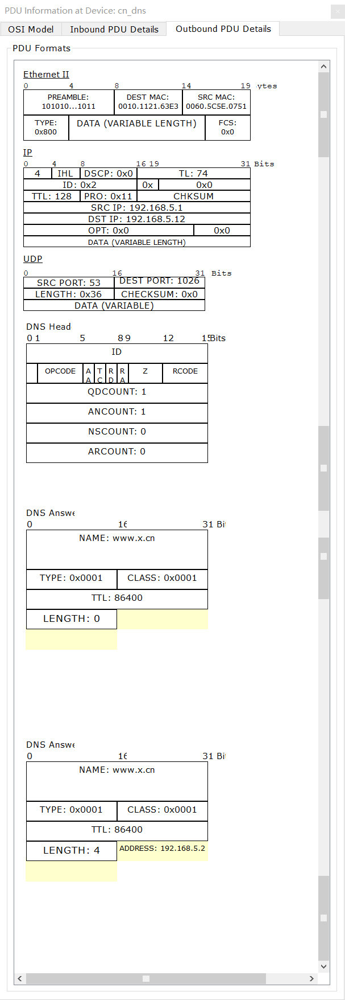 PDU Information at Device: cn_dns
OSI Model Inbound PDU Details Outbound PDU Details
PDU Formats
Ethernet II
0 4 8 14 19 ytes
PREAMBLE: DEST MAC: SRC MAC:
101010...1011 0010.1121.63E3 0060.5C5E.0751
TYPE: DATA (VARIABLE LENGTH) FCS:
0x800 0x0
IP
0 4 8 16 19 31 Bits
4 IHL DSCP: 0x0 TL: 74
ID: 0x2 0x 0x0
TTL: 128 PRO: 0x11 CHKSUM
SRC IP: 192.168.5.1
DST IP: 192.168.5.12
OPT: 0x0 0x0
DATA (VARIABLE LENGTH)
UDP
0 16 31 Bits
SRC PORT: 53 DEST PORT: 1026
LENGTH: 0x36 CHECKSUM: 0x0
DATA (VARIABLE)
DNS Head
0 1 5 8 9 12 15 Bits
ID
OPCODE AA TC RD RA Z RCODE
QDCOUNT: 1
ANCOUNT: 1
NSCOUNT: 0
ARCOUNT: 0
DNS Answe
0 16 31 Bit
NAME: www.x.cn
TYPE: 0x0001 CLASS: 0x0001
TTL: 86400
LENGTH: 0
DNS Answe
0 16 31 Bit
NAME: www.x.cn
TYPE: 0x0001 CLASS: 0x0001
TTL: 86400
LENGTH: 4 ADDRESS: 192.168.5.2